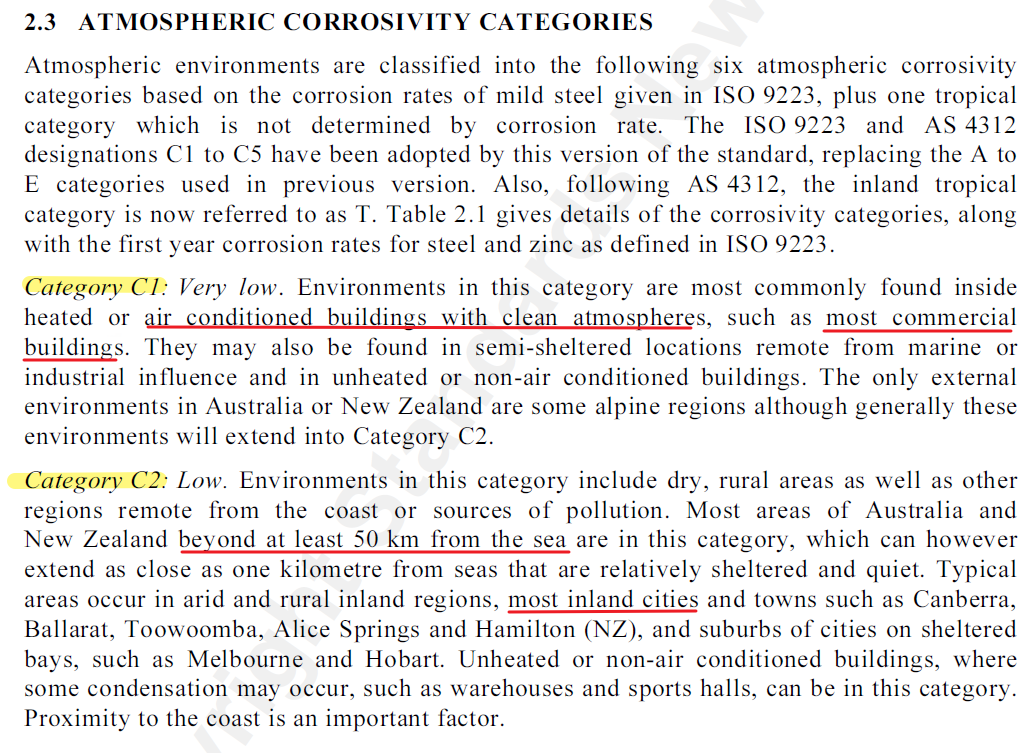 2.3 ATMOSPHERIC CORROSIVITY CATEGORIES
Atmospheric environments are classified into the following six atmospheric corrosivity
categories based on the corrosion rates of mild steel given in ISO 9223, plus one tropical
category which is not determined by corrosion rate. The ISO 9223 and AS 4312
designations C1 to C5 have been adopted by this version of the standard, replacing the A to
E categories used in previous version. Also, following AS 4312, the inland tropical
category is now referred to as T. Table 2.1 gives details of the corrosivity categories, along
with the first year corrosion rates for steel and zinc as defined in ISO 9223.
Category C1: Very low. Environments in this category are most commonly found inside
heated or air conditioned buildings with clean atmospheres, such as most commercial
buildings. They may also be found in semi-sheltered locations remote from marine or
industrial influence and in unheated or non-air conditioned buildings. The only external
environments in Australia or New Zealand are some alpine regions although generally these
environments will extend into Category C2.
Category C2: Low. Environments in this category include dry, rural areas as well as other
regions remote from the coast or sources of pollution. Most areas of Australia and
New Zealand beyond at least 50 km from the sea are in this category, which can however
extend as close as one kilometre from seas that are relatively sheltered and quiet. Typical
areas occur in arid and rural inland regions, most inland cities and towns such as Canberra,
Ballarat, Toowoomba, Alice Springs and Hamilton (NZ), and suburbs of cities on sheltered
bays, such as Melbourne and Hobart. Unheated or non-air conditioned buildings, where
some condensation may occur, such as warehouses and sports halls, can be in this category.
Proximity to the coast is an important factor.
yright Standards New